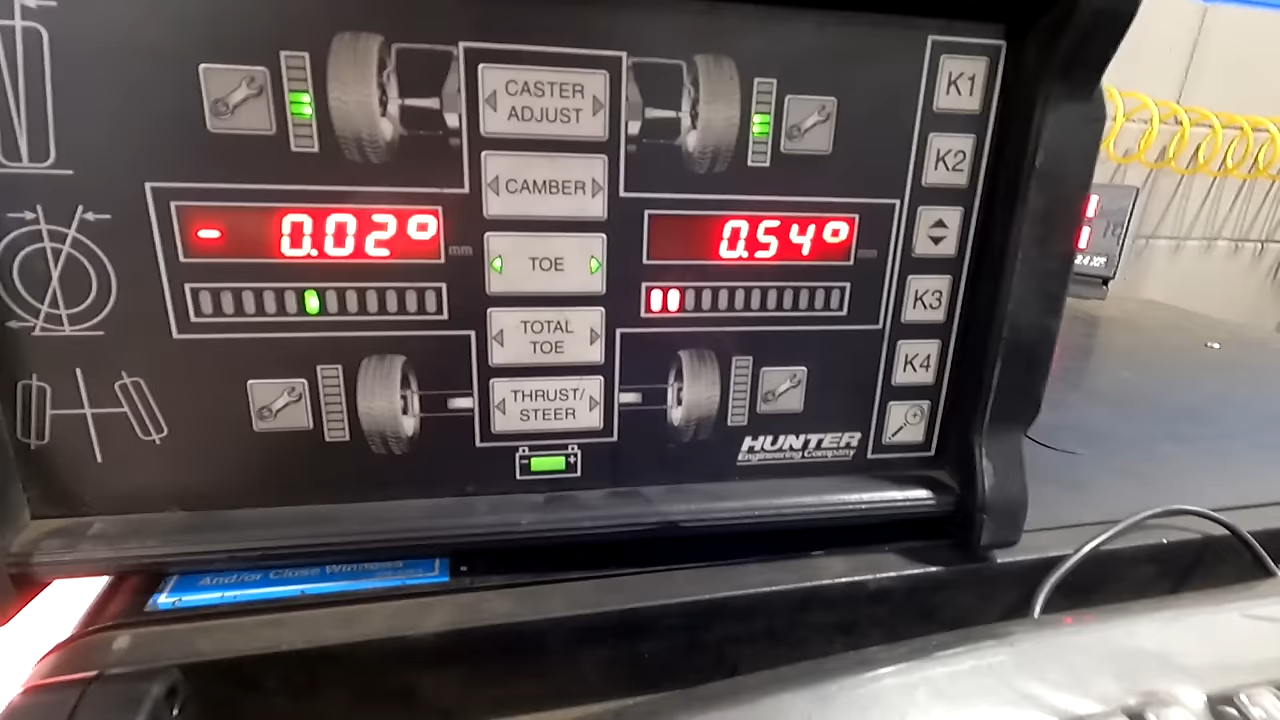 CASTER
ADJUST
K1
CAMBER
K2
- 0.02°
mm
TOE
0.54°
K3
TOTAL
TOE
K4
THRUST/
STEER
- +
HUNTER
Engineering Company
And/or Close Windows